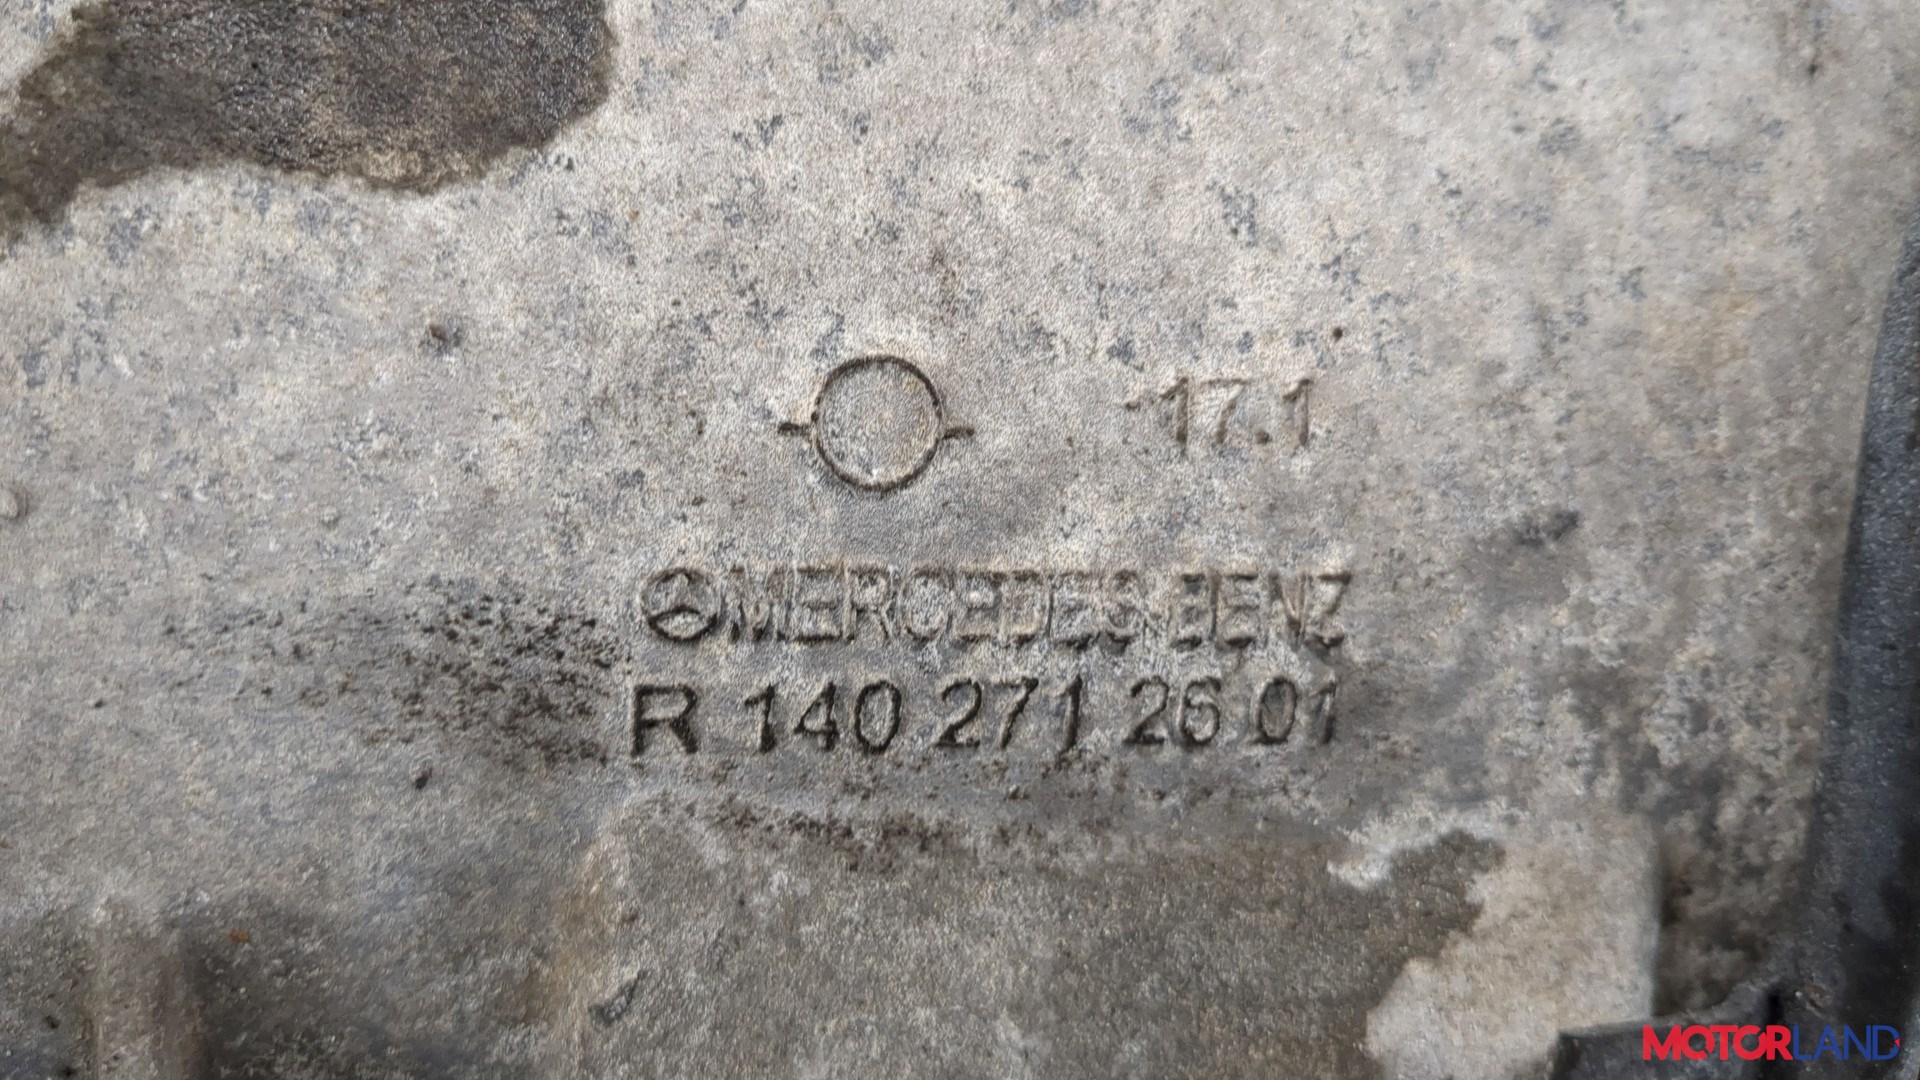 17.1
MERCEDES-BENZ
R 140 271 26 01
MOTORLAND